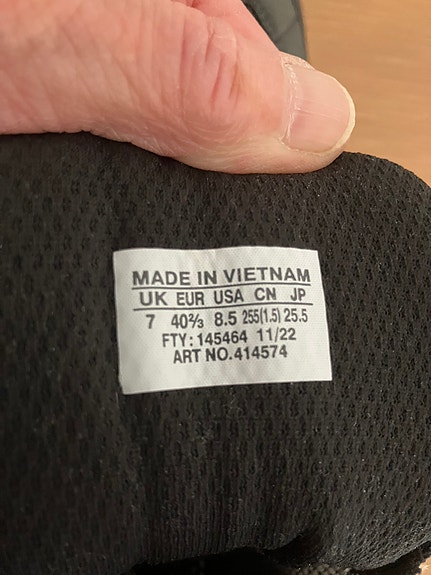 MADE IN VIETNAM
UK EUR USA CN JP
7 40⅔ 8.5 255(1.5) 25.5
FTY: 145464 11/22
ART NO.414574